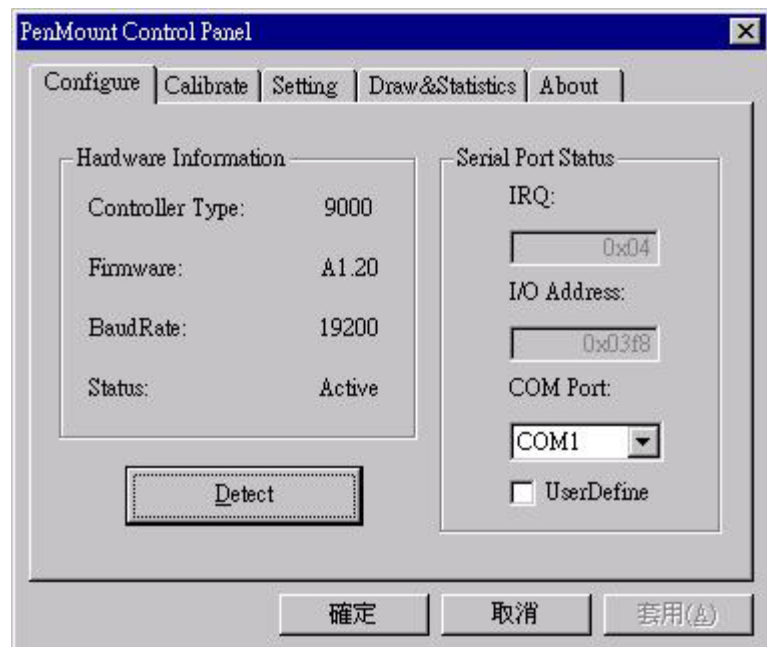 PenMount Control Panel
Configure Calibrate Setting Draw&Statistics About
Hardware Information
Controller Type: 9000
Firmware: A1.20
BaudRate: 19200
Status: Active
Detect
Serial Port Status
IRQ:
0x04
I/O Address:
0x03f8
COM Port:
COM1
UserDefine
確定 取消 套用(A)